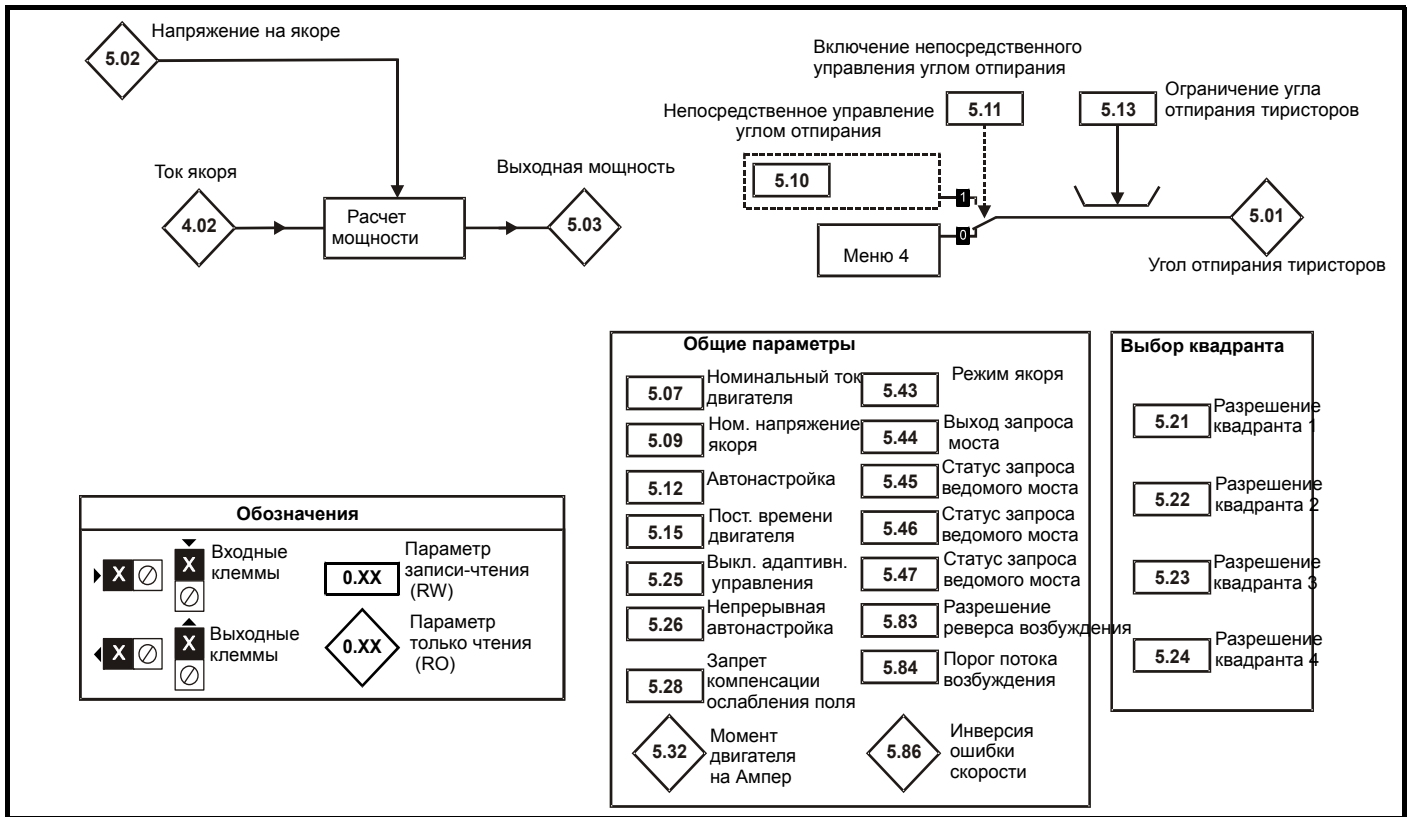 Напряжение на якоре
5.02
Ток якоря
4.02
Расчет
мощности
Выходная мощность
5.03
Включение непосредственного
управления углом отпирания
Непосредственное управление
углом отпирания
5.11
5.13
Ограничение угла
отпирания тиристоров
5.10
1
0
Меню 4
5.01
Угол отпирания тиристоров
Обозначения
X
X
Входные
клеммы
0.XX
Параметр
записи-чтения
(RW)
X
X
Выходные
клеммы
0.XX
Параметр
только чтения
(RO)
Общие параметры
5.07
Номинальный ток
двигателя
5.09
Ном. напряжение
якоря
5.12
Автонастройка
5.15
Пост. времени
двигателя
5.25
Выкл. адаптивн.
управления
5.26
Непрерывная
автонастройка
5.28
Запрет
компенсации
ослабления поля
5.32
Момент
двигателя
на Ампер
5.43
Режим якоря
5.44
Выход запроса
моста
5.45
Статус запроса
ведомого моста
5.46
Статус запроса
ведомого моста
5.47
Статус запроса
ведомого моста
5.83
Разрешение
реверса возбуждения
5.84
Порог потока
возбуждения
5.86
Инверсия
ошибки
скорости
Выбор квадранта
5.21
Разрешение
квадранта 1
5.22
Разрешение
квадранта 2
5.23
Разрешение
квадранта 3
5.24
Разрешение
квадранта 4